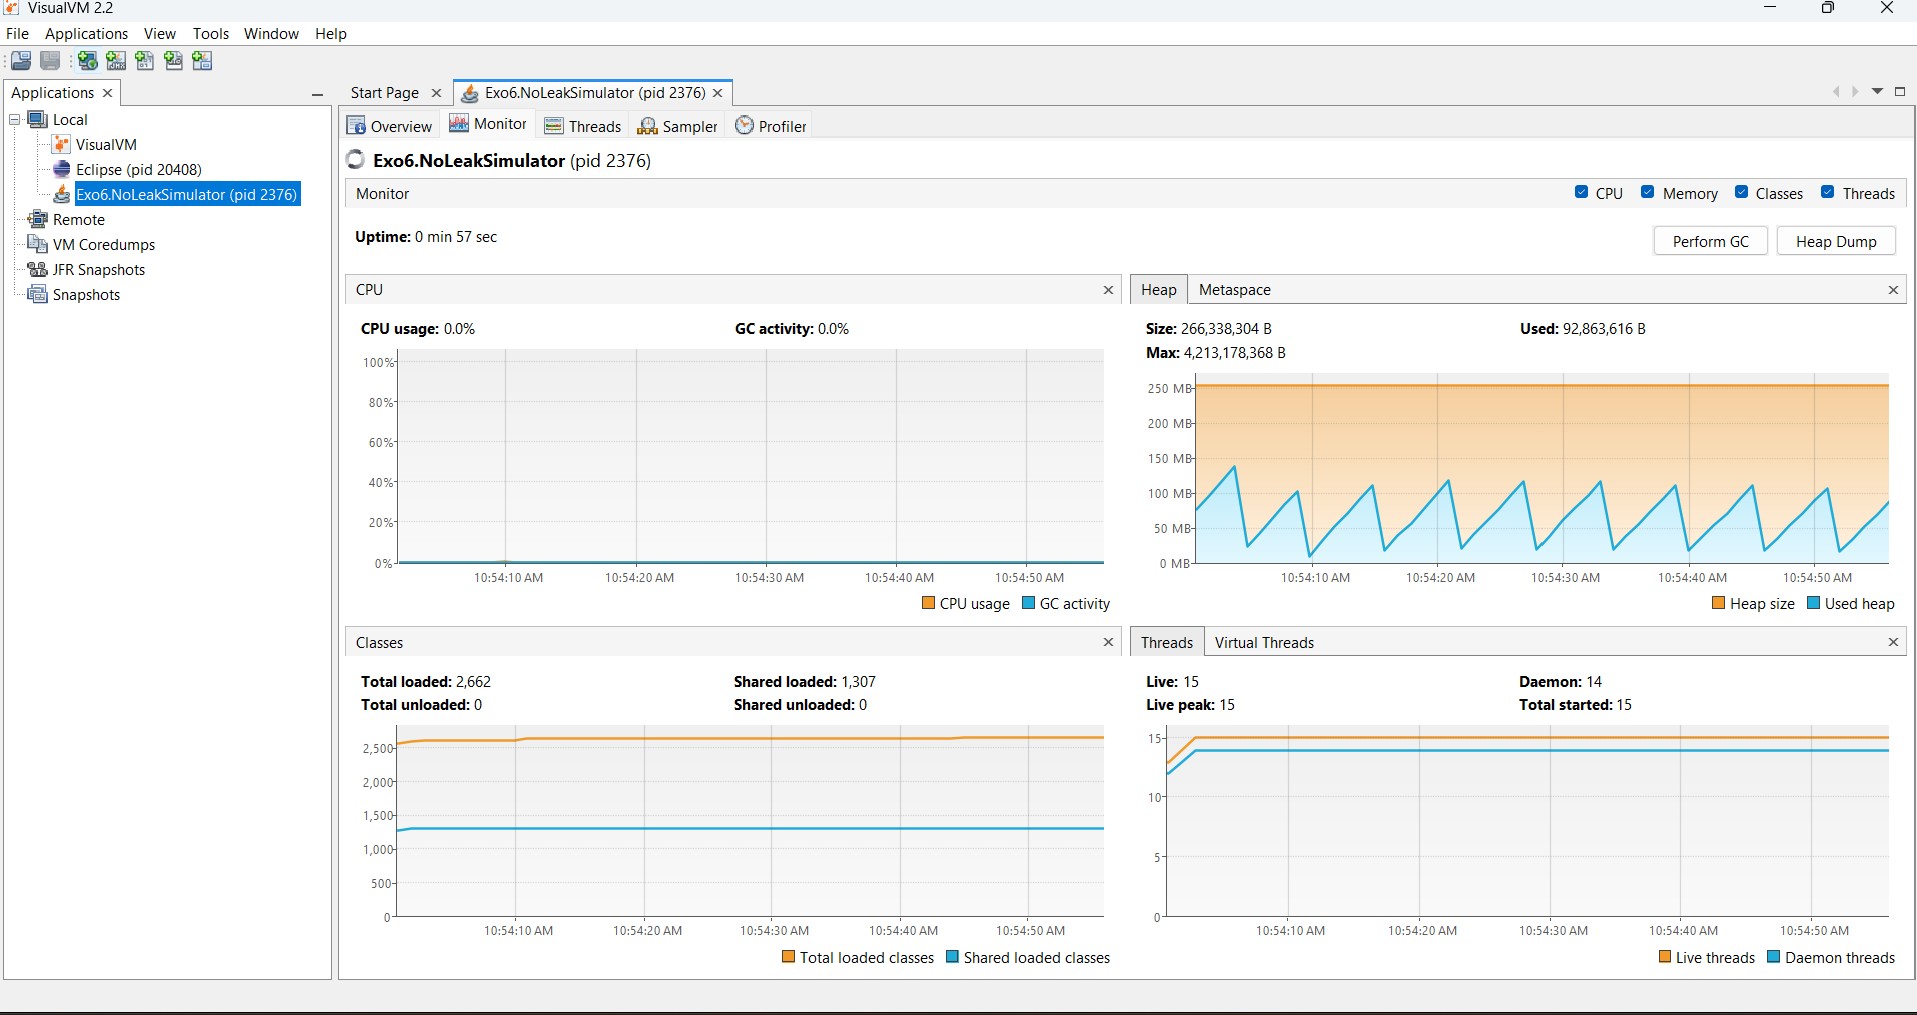 VisualVM 2.2
File Applications View Tools Window Help
Applications
Local
VisualVM
Eclipse (pid 20408)
Exo6.NoLeakSimulator (pid 2376)
Remote
VM Coredumps
JFR Snapshots
Snapshots
Start Page Exo6.NoLeakSimulator (pid 2376)
Overview Monitor Threads Sampler Profiler
Exo6.NoLeakSimulator (pid 2376)
Monitor CPU Memory Classes Threads
Uptime: 0 min 57 sec
Perform GC Heap Dump
CPU
CPU usage: 0.0% GC activity: 0.0%
100%
80%
60%
40%
20%
0%
10:54:10 AM 10:54:20 AM 10:54:30 AM 10:54:40 AM 10:54:50 AM
CPU usage GC activity
Heap Metaspace
Size: 266,338,304 B Used: 92,863,616 B
Max: 4,213,178,368 B
250 MB
200 MB
150 MB
100 MB
50 MB
0 MB
10:54:10 AM 10:54:20 AM 10:54:30 AM 10:54:40 AM 10:54:50 AM
Heap size Used heap
Classes
Total loaded: 2,662 Shared loaded: 1,307
Total unloaded: 0 Shared unloaded: 0
2,500
2,000
1,500
1,000
500
0
10:54:10 AM 10:54:20 AM 10:54:30 AM 10:54:40 AM 10:54:50 AM
Total loaded classes Shared loaded classes
Threads Virtual Threads
Live: 15 Daemon: 14
Live peak: 15 Total started: 15
15
10
5
0
10:54:10 AM 10:54:20 AM 10:54:30 AM 10:54:40 AM 10:54:50 AM
Live threads Daemon threads